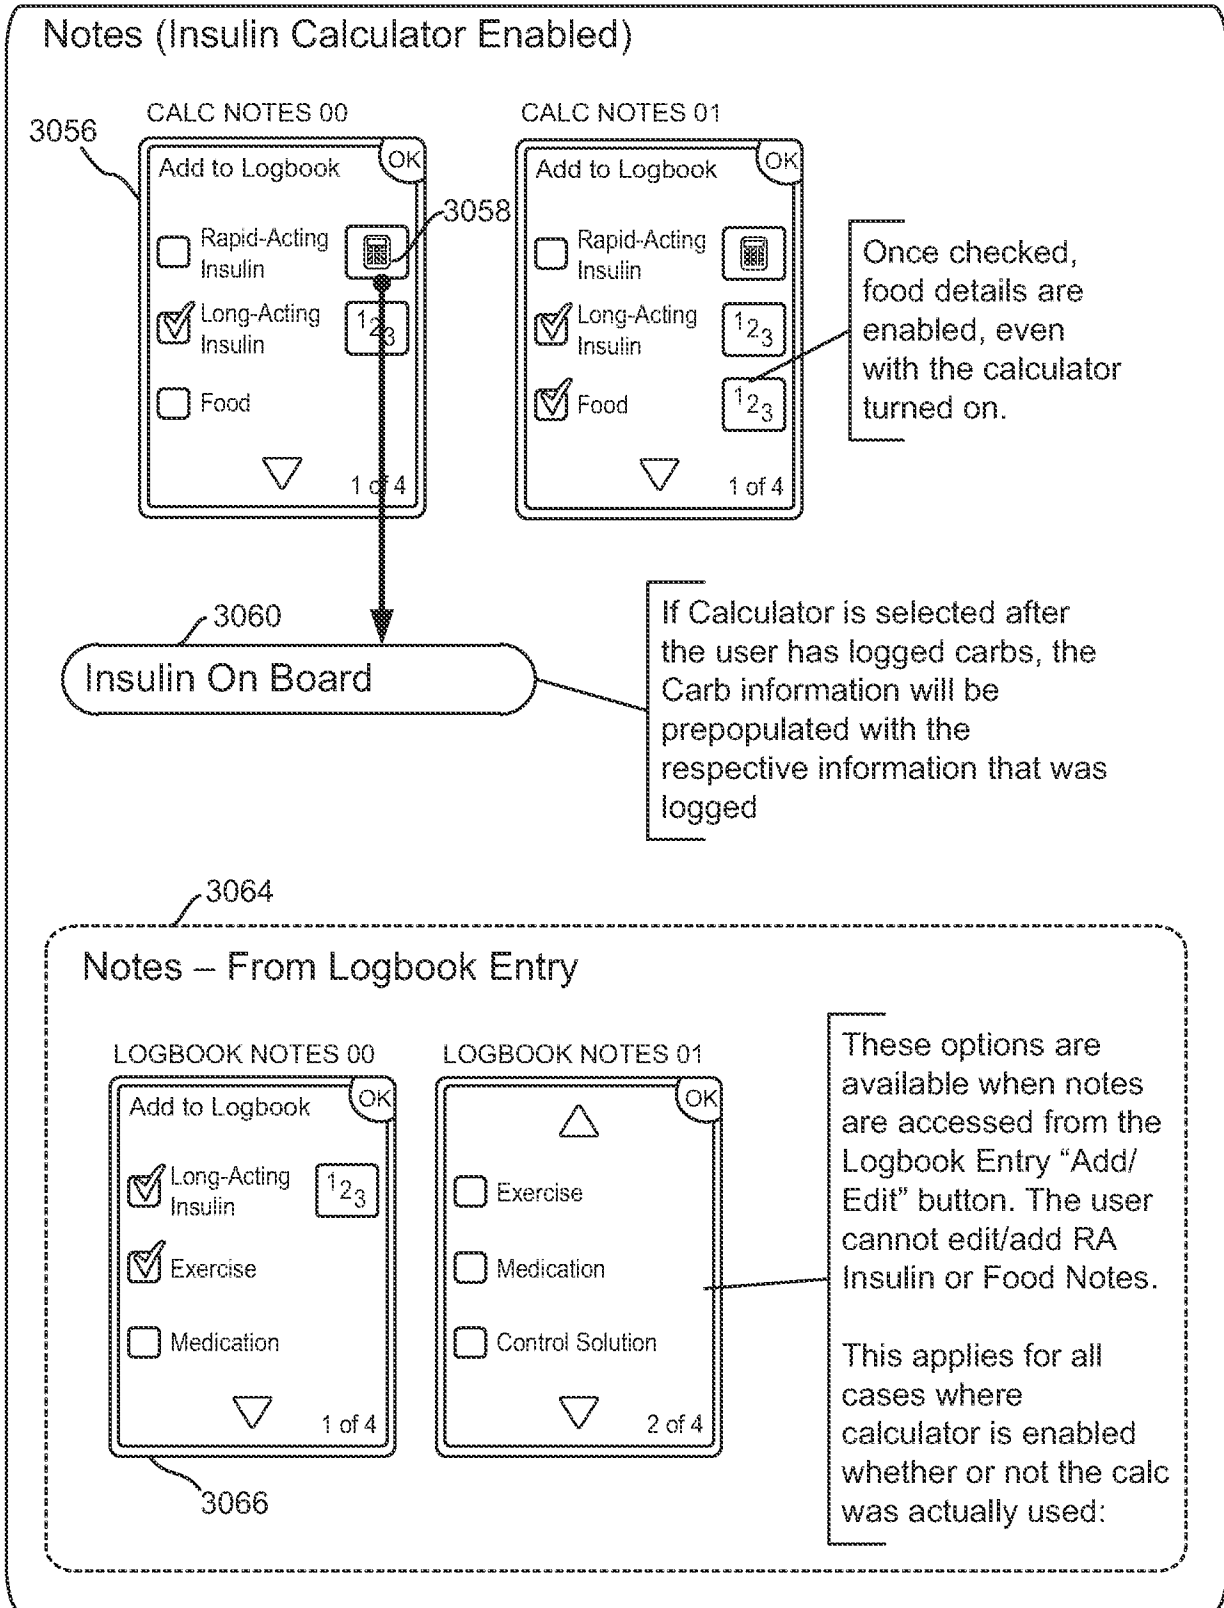 Notes (Insulin Calculator Enabled)
CALC NOTES 00
CALC NOTES 01
3056
Add to Logbook
OK
Rapid-Acting
Insulin
3058
Long-Acting
Insulin
123
Food
1 of 4
Add to Logbook
OK
Rapid-Acting
Insulin
Long-Acting
Insulin
123
Food
123
1 of 4
Once checked,
food details are
enabled, even
with the calculator
turned on.
3060
Insulin On Board
If Calculator is selected after
the user has logged carbs, the
Carb information will be
prepopulated with the
respective information that was
logged
3064
Notes – From Logbook Entry
LOGBOOK NOTES 00
LOGBOOK NOTES 01
Add to Logbook
OK
Long-Acting
Insulin
123
Exercise
Medication
1 of 4
3066
OK
Exercise
Medication
Control Solution
2 of 4
These options are
available when notes
are accessed from the
Logbook Entry “Add/
Edit” button. The user
cannot edit/add RA
Insulin or Food Notes.
This applies for all
cases where
calculator is enabled
whether or not the calc
was actually used: